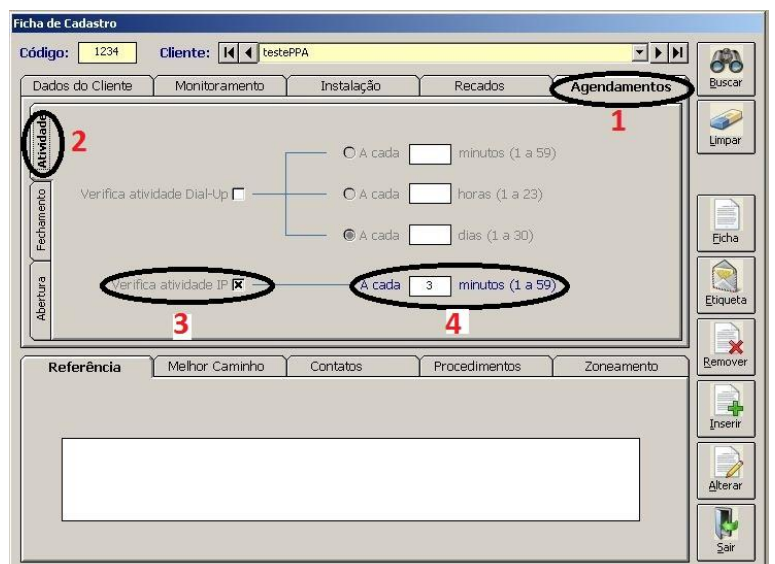 Ficha de Cadastro
Código: 1234 Cliente: testePPA
Buscar
Dados do Cliente Monitoramento Instalação Recados Agendamentos
1
Limpar
Atividade
2
Fechamento
Abertura
A cada minutos (1 a 59)
Verifica atividade Dial-Up A cada horas (1 a 23)
A cada dias (1 a 30)
Ficha
Verifica atividade IP A cada 3 minutos (1 a 59)
3 4
Etiqueta
Referência Melhor Caminho Contatos Procedimentos Zoneamento
Remover
Inserir
Alterar
Sair